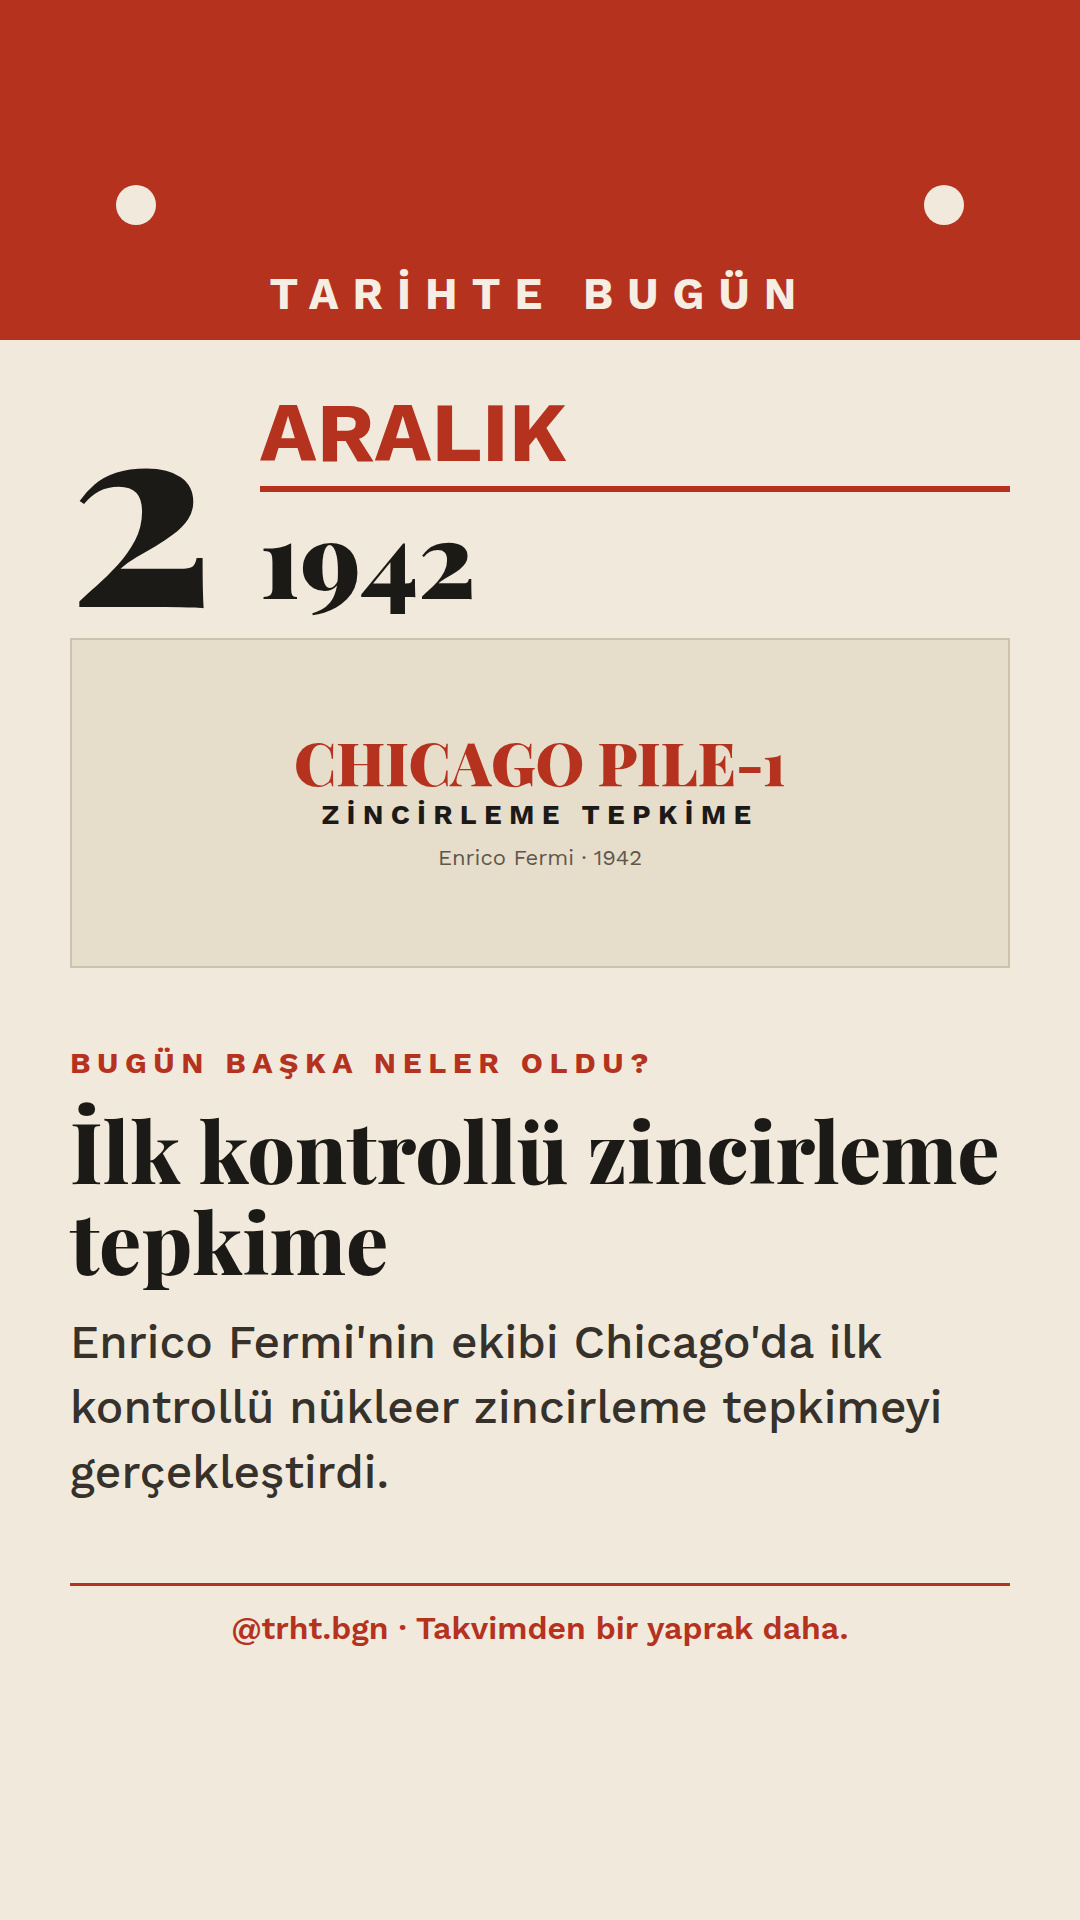 TARİHTE BUGÜN
2
ARALIK
1942
CHICAGO PILE-1
ZİNCİRLEME TEPKİME
Enrico Fermi · 1942
BUGÜN BAŞKA NELER OLDU?
İlk kontrollü zincirleme
tepkime
Enrico Fermi'nin ekibi Chicago'da ilk
kontrollü nükleer zincirleme tepkimeyi
gerçekleştirdi.
@trht.bgn · Takvimden bir yaprak daha.